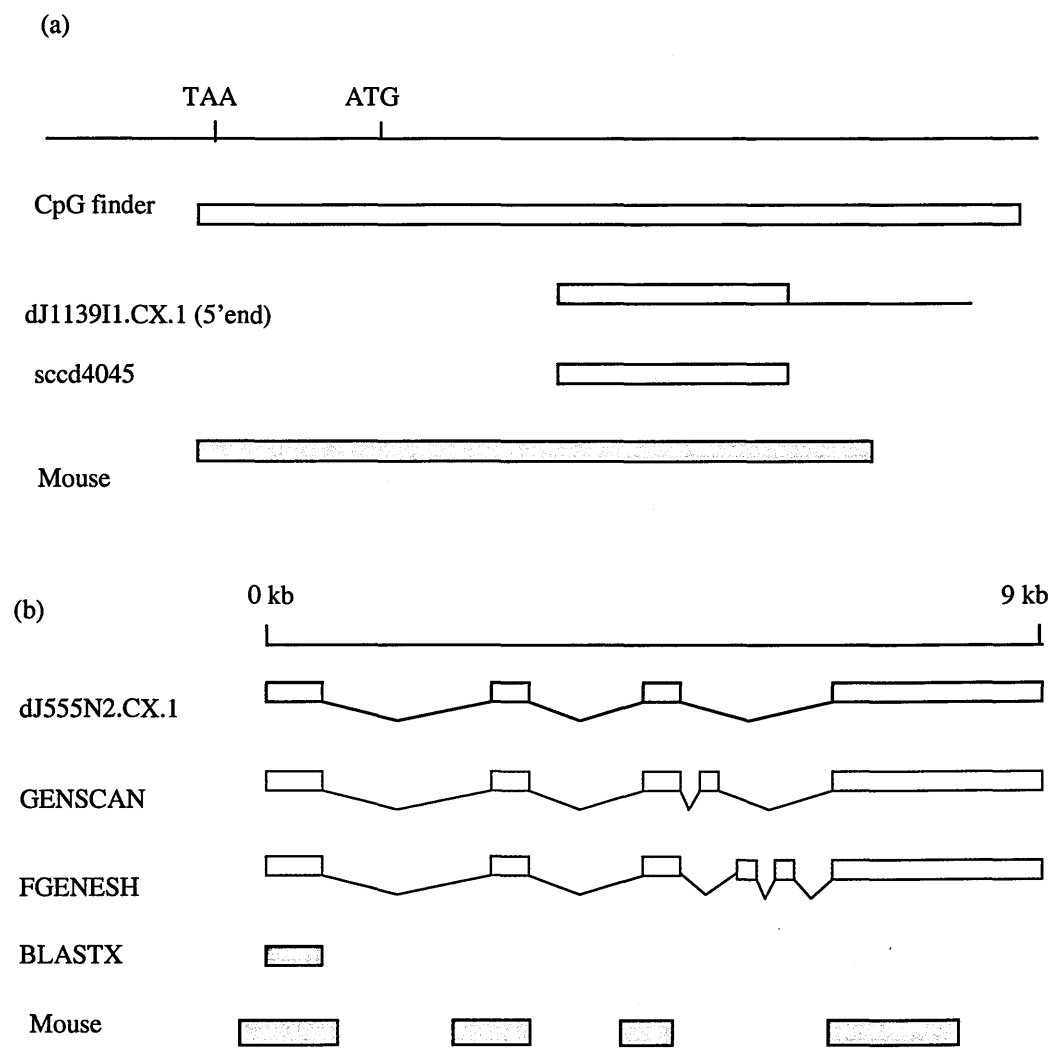 (a)
TAA ATG
CpG finder
dJ1139I1.CX.1 (5’end)
sccd4045
Mouse
(b)
0 kb 9 kb
dJ555N2.CX.1
GENSCAN
FGENESH
BLASTX
Mouse